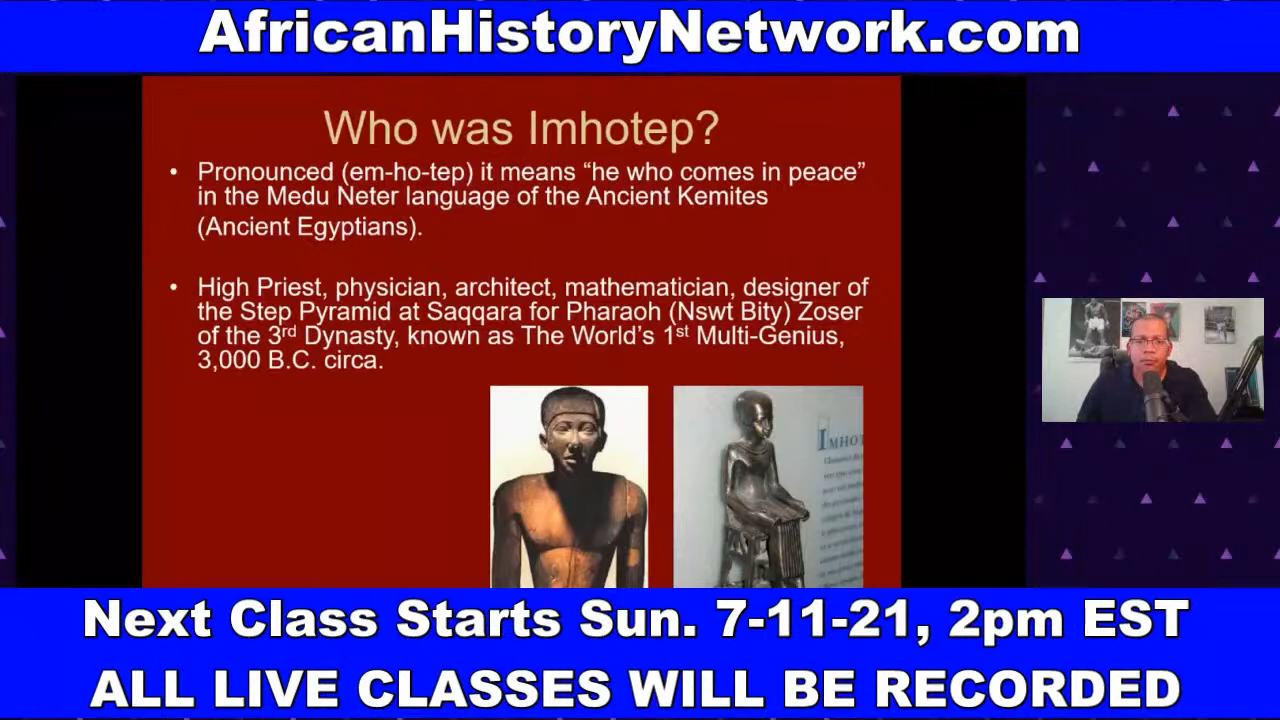 AfricanHistoryNetwork.com
Who was Imhotep?
• Pronounced (em-ho-tep) it means “he who comes in peace”
in the Medu Neter language of the Ancient Kemites
(Ancient Egyptians).
• High Priest, physician, architect, mathematician, designer of
the Step Pyramid at Saqqara for Pharaoh (Nswt Bity) Zoser
of the 3rd Dynasty, known as The World’s 1st Multi-Genius,
3,000 B.C. circa.
IMHOT
Next Class Starts Sun. 7-11-21, 2pm EST
ALL LIVE CLASSES WILL BE RECORDED